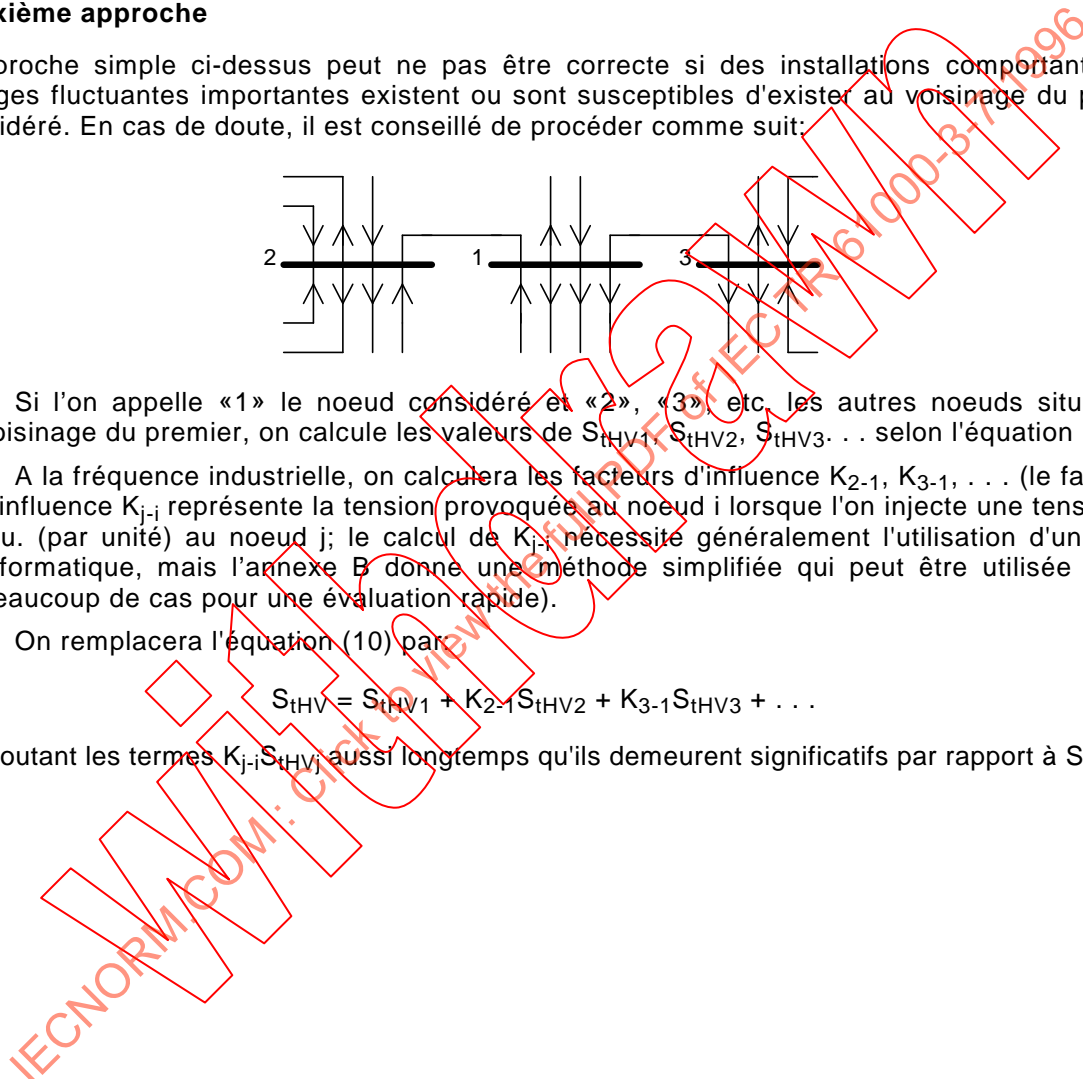 xième approche
proche simple ci-dessus peut ne pas être correcte si des installations comportant
ges fluctuantes importantes existent ou sont susceptibles d'exister au voisinage du p
idéré. En cas de doute, il est conseillé de procéder comme suit:
2 1 3
Si l'on appelle «1» le noeud considéré et «2», «3», etc. les autres noeuds situ
oisinage du premier, on calcule les valeurs de StHV1, StHV2, StHV3. . . selon l'équation
A la fréquence industrielle, on calculera les facteurs d'influence K2-1, K3-1, . . . (le fa
influence Kj-i représente la tension provoquée au noeud i lorsque l'on injecte une tens
u. (par unité) au noeud j; le calcul de Kj-i nécessite généralement l'utilisation d'un
formatique, mais l'annexe B donne une méthode simplifiée qui peut être utilisée
eaucoup de cas pour une évaluation rapide).
On remplacera l'équation (10) par:
StHV = StHV1 + K2-1StHV2 + K3-1StHV3 + . . .
outant les termes Kj-iStHVj aussi longtemps qu'ils demeurent significatifs par rapport à S
IECNORM.COM : Click to view the full PDF of IEC TR 61000-3-7:1996
withdrawn